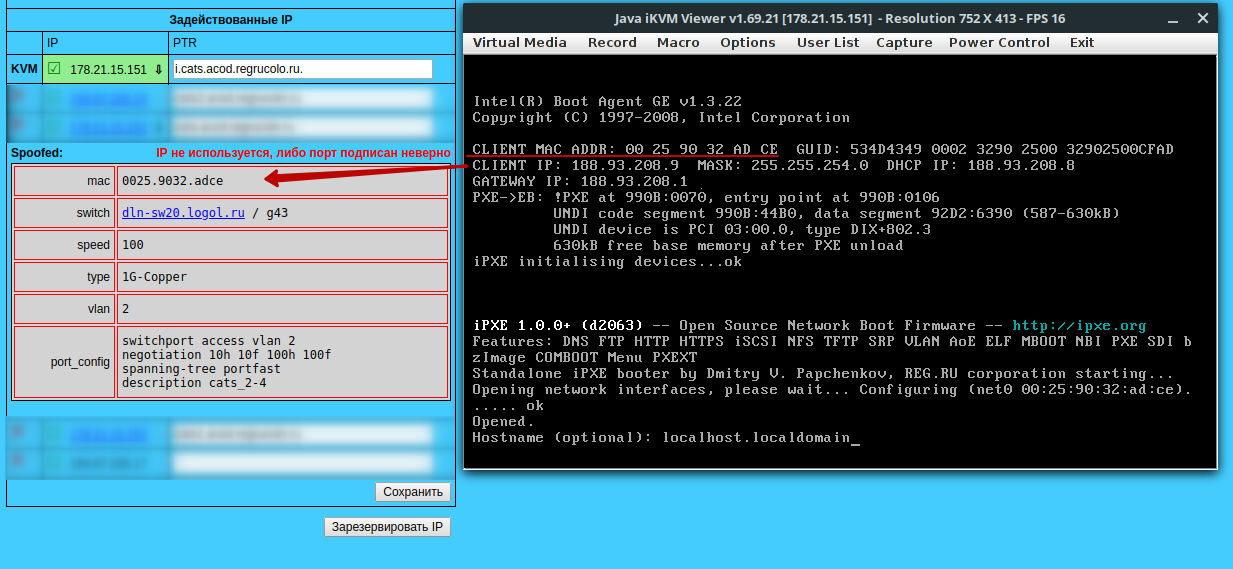 Задействованные IP
IP PTR
KVM 178.21.15.151 ⇓ i.cats.acod.regrucolo.ru.
Spoofed: IP не используется, либо порт подписан неверно
mac 0025.9032.adce
switch dln-sw20.logol.ru / g43
speed 100
type 1G-Copper
vlan 2
port_config
switchport access vlan 2
negotiation 10h 10f 100h 100f
spanning-tree portfast
description cats_2-4
Сохранить
Зарезервировать IP
Java iKVM Viewer v1.69.21 [178.21.15.151] - Resolution 752 X 413 - FPS 16
Virtual Media Record Macro Options User List Capture Power Control Exit
Intel(R) Boot Agent GE v1.3.22
Copyright (C) 1997-2008, Intel Corporation
CLIENT MAC ADDR: 00 25 90 32 AD CE GUID: 534D4349 0002 3290 2500 32902500CFAD
CLIENT IP: 188.93.208.9 MASK: 255.255.254.0 DHCP IP: 188.93.208.8
GATEWAY IP: 188.93.208.1
PXE->EB: !PXE at 990B:0070, entry point at 990B:0106
UNDI code segment 990B:44B0, data segment 92D2:6390 (587-630kB)
UNDI device is PCI 03:00.0, type DIX+802.3
630kB free base memory after PXE unload
iPXE initialising devices...ok
iPXE 1.0.0+ (d2063) -- Open Source Network Boot Firmware -- http://ipxe.org
Features: DNS FTP HTTP HTTPS iSCSI NFS TFTP SRP VLAN AoE ELF MBOOT NBI PXE SDI b
zImage COMBOOT Menu PXEXT
Standalone iPXE booter by Dmitry V. Papchenkov, REG.RU corporation starting...
Opening network interfaces, please wait... Configuring (net0 00:25:90:32:ad:ce).
..... ok
Opened.
Hostname (optional): localhost.localdomain_